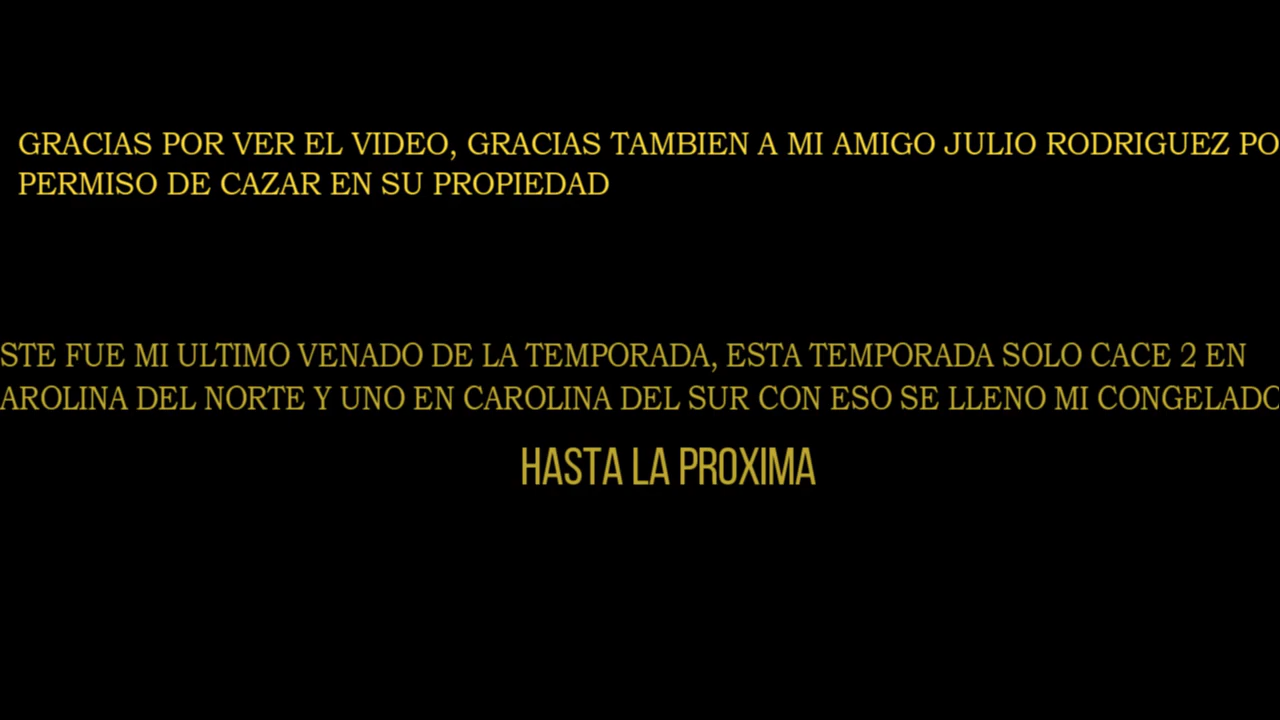 GRACIAS POR VER EL VIDEO, GRACIAS TAMBIEN A MI AMIGO JULIO RODRIGUEZ PO
PERMISO DE CAZAR EN SU PROPIEDAD
STE FUE MI ULTIMO VENADO DE LA TEMPORADA, ESTA TEMPORADA SOLO CACE 2 EN
AROLINA DEL NORTE Y UNO EN CAROLINA DEL SUR CON ESO SE LLENO MI CONGELADO
HASTA LA PROXIMA